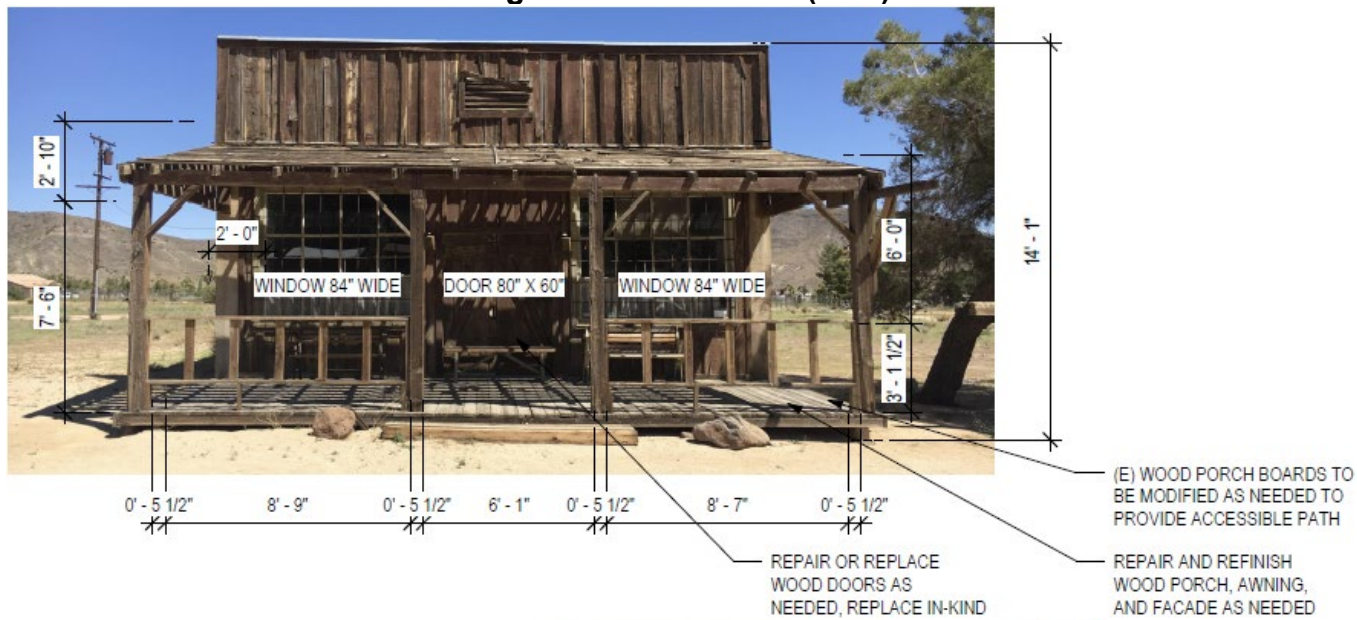 2' - 10"
2' - 0"
7' - 6"
WINDOW 84" WIDE
DOOR 80" X 60"
WINDOW 84" WIDE
6' - 0"
3' - 1 1/2"
14' - 1"
0' - 5 1/2"
8' - 9"
0' - 5 1/2"
6' - 1"
0' - 5 1/2"
8' - 7"
0' - 5 1/2"
(E) WOOD PORCH BOARDS TO
BE MODIFIED AS NEEDED TO
PROVIDE ACCESSIBLE PATH
REPAIR OR REPLACE
WOOD DOORS AS
NEEDED, REPLACE IN-KIND
REPAIR AND REFINISH
WOOD PORCH, AWNING,
AND FACADE AS NEEDED